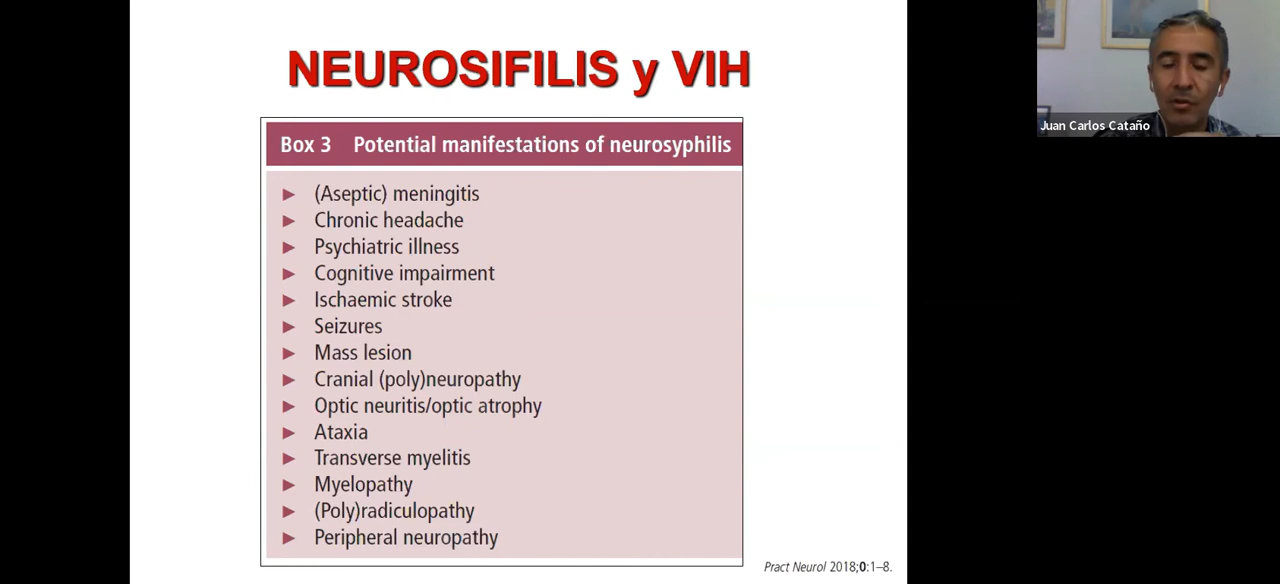 NEUROSIFILIS y VIH
Box 3 Potential manifestations of neurosyphilis
► (Aseptic) meningitis
► Chronic headache
► Psychiatric illness
► Cognitive impairment
► Ischaemic stroke
► Seizures
► Mass lesion
► Cranial (poly)neuropathy
► Optic neuritis/optic atrophy
► Ataxia
► Transverse myelitis
► Myelopathy
► (Poly)radiculopathy
► Peripheral neuropathy
Pract Neurol 2018;0:1–8.
Juan Carlos Cataño